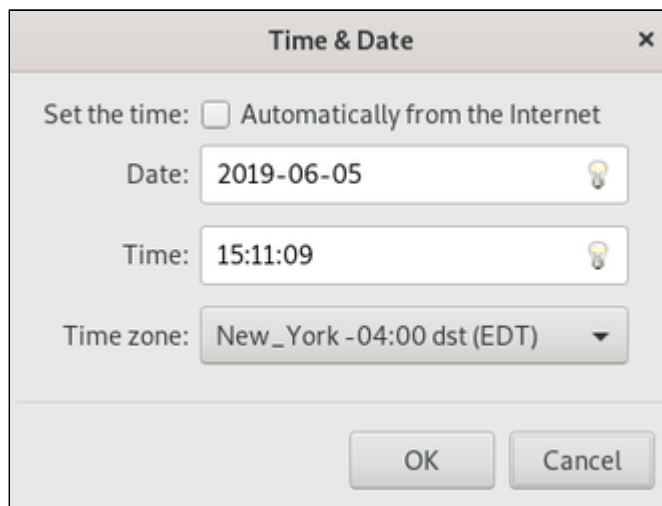 Time & Date
Set the time: Automatically from the Internet
Date: 2019-06-05
Time: 15:11:09
Time zone: New_York -04:00 dst (EDT)
OK Cancel